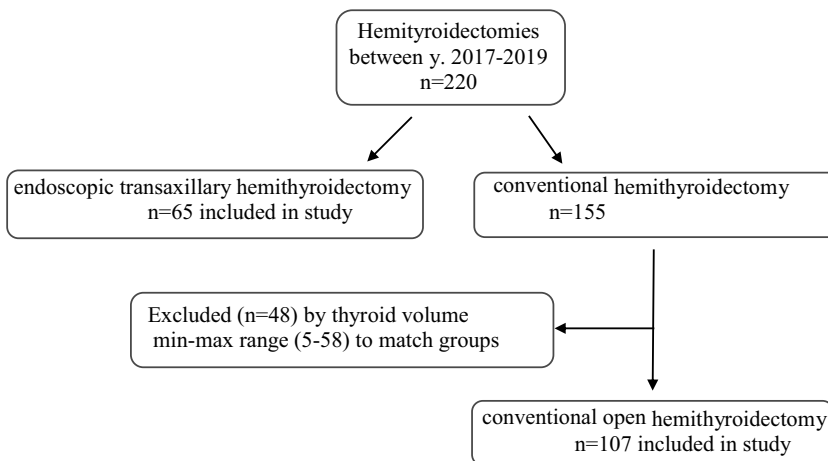 Hemityroidectomies
between y. 2017-2019
n=220
endoscopic transaxillary hemithyroidectomy
n=65 included in study
conventional hemithyroidectomy
n=155
Excluded (n=48) by thyroid volume
min-max range (5-58) to match groups
conventional open hemithyroidectomy
n=107 included in study